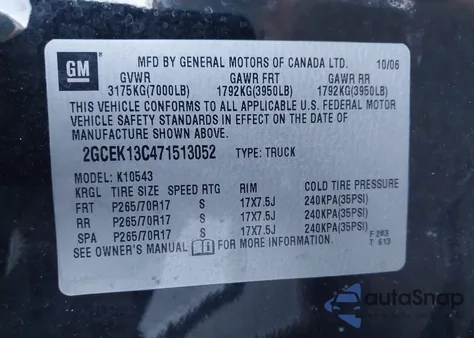 GM MFD BY GENERAL MOTORS OF CANADA LTD. 10/06
GVWR GAWR FRT GAWR RR
3175KG(7000LB) 1792KG(3950LB) 1792KG(3950LB)
THIS VEHICLE CONFORMS TO ALL APPLICABLE U.S. FEDERAL MOTOR
VEHICLE SAFETY STANDARDS IN EFFECT ON THE DATE OF
MANUFACTURE SHOWN ABOVE.
2GCEK13C471513052 TYPE: TRUCK
MODEL: K10543
KRGL TIRE SIZE SPEED RTG RIM COLD TIRE PRESSURE
FRT P265/70R17 S 17X7.5J 240KPA(35PSI)
RR P265/70R17 S 17X7.5J 240KPA(35PSI)
SPA P265/70R17 S 17X7.5J 240KPA(35PSI)
SEE OWNER'S MANUAL FOR MORE INFORMATION.
F 283
T 613
autoSnap